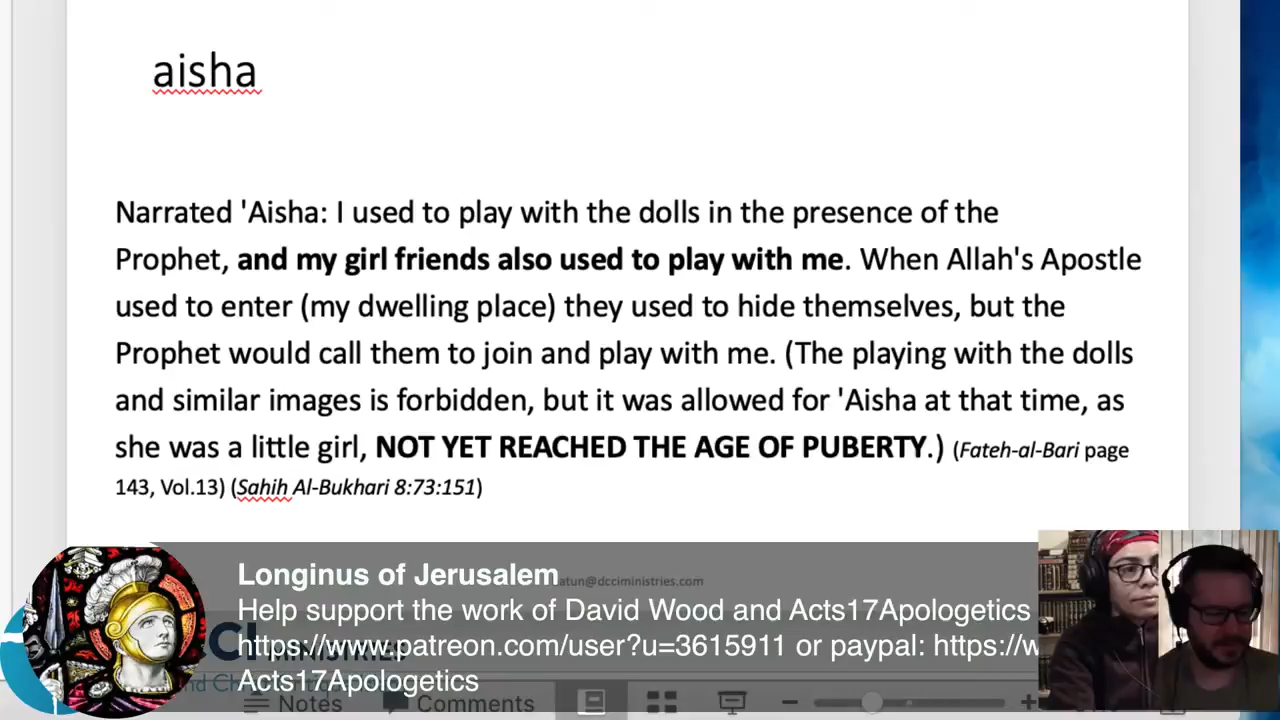 aisha
Narrated 'Aisha: I used to play with the dolls in the presence of the
Prophet, and my girl friends also used to play with me. When Allah's Apostle
used to enter (my dwelling place) they used to hide themselves, but the
Prophet would call them to join and play with me. (The playing with the dolls
and similar images is forbidden, but it was allowed for 'Aisha at that time, as
she was a little girl, NOT YET REACHED THE AGE OF PUBERTY.) (Fateh-al-Bari page
143, Vol.13) (Sahih Al-Bukhari 8:73:151)
Longinus of Jerusalem
atun@dcciministries.com
Help support the work of David Wood and Acts17Apologetics
https://www.patreon.com/user?u=3615911 or paypal: https://w
CI MINISTRIES
Acts17Apologetics
Notes
Comments